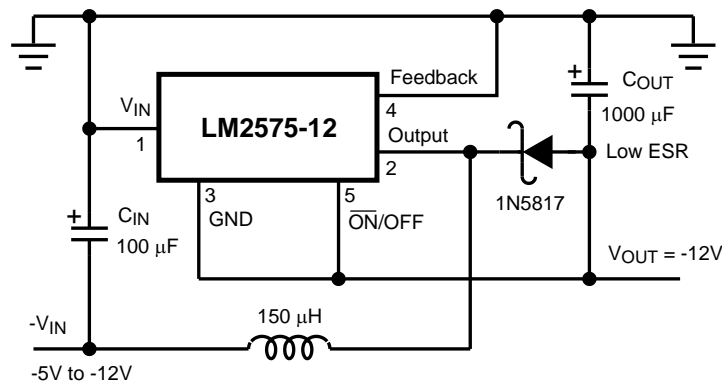 Feedback
+
COUT
VIN
LM2575-12
4
1000 μF
1
Output
2
Low ESR
3
5
1N5817
+
CIN
GND
ON/OFF
100 μF
VOUT = -12V
-VIN
150 μH
-5V to -12V